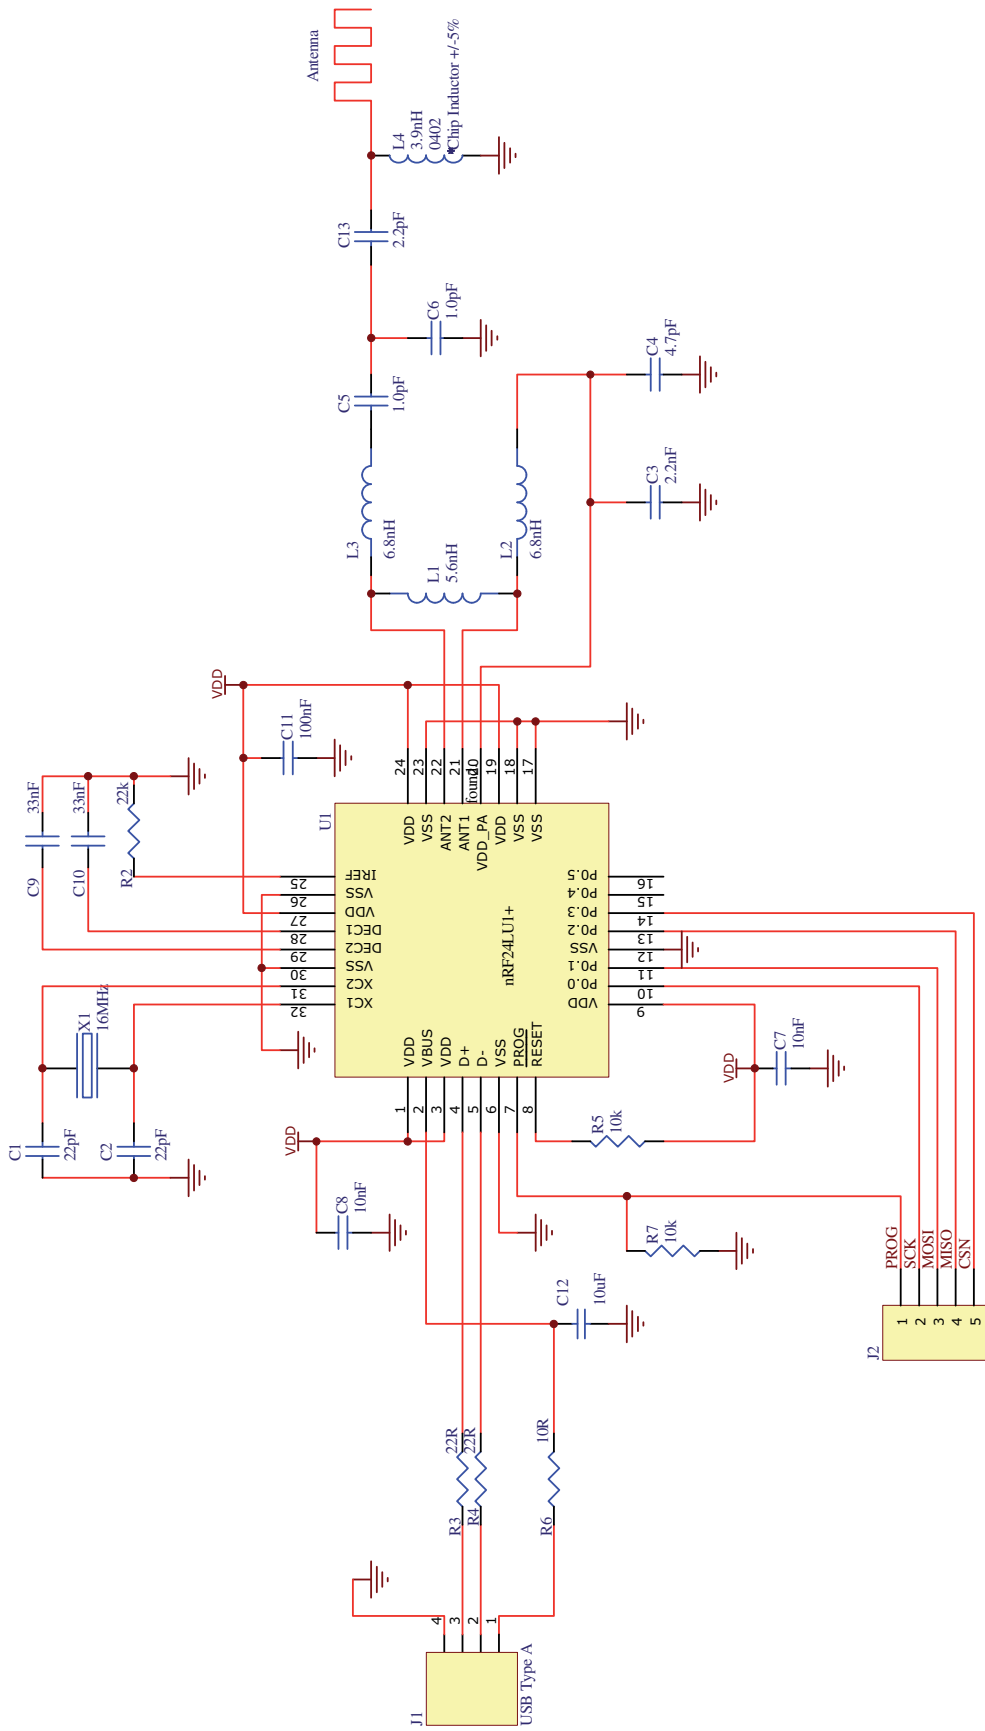 Antenna
L4
3.9nH
0402
*Chip Inductor +/-5%
C13
2.2pF
C6
1.0pF
C5
1.0pF
C4
4.7pF
C3
2.2nF
L3
6.8nH
L2
6.8nH
L1
5.6nH
VDD
C11
100nF
33nF
C9
33nF
C10
22k
R2
U1
nRF24LU1+
24
23
22
21
found
20
19
18
17
VDD
VSS
ANT2
ANT1
VDD_PA
VDD
VSS
VSS
25
26
27
28
29
30
31
32
IREF
VSS
VDD
DEC1
DEC2
VSS
XC2
XC1
P0.5
P0.4
P0.3
P0.2
VSS
P0.1
P0.0
VDD
16
15
14
13
12
11
10
9
VDD
VBUS
VDD
D+
D-
VSS
PROG
RESET
1
2
3
4
5
6
7
8
X1
16MHz
C1
22pF
C2
22pF
VDD
C8
10nF
VDD
C7
10nF
R5
10k
R7
10k
C12
10uF
22R
R3
22R
R4
10R
R6
J1
USB Type A
4
3
2
1
J2
PROG
SCK
MOSI
MISO
CSN
1
2
3
4
5